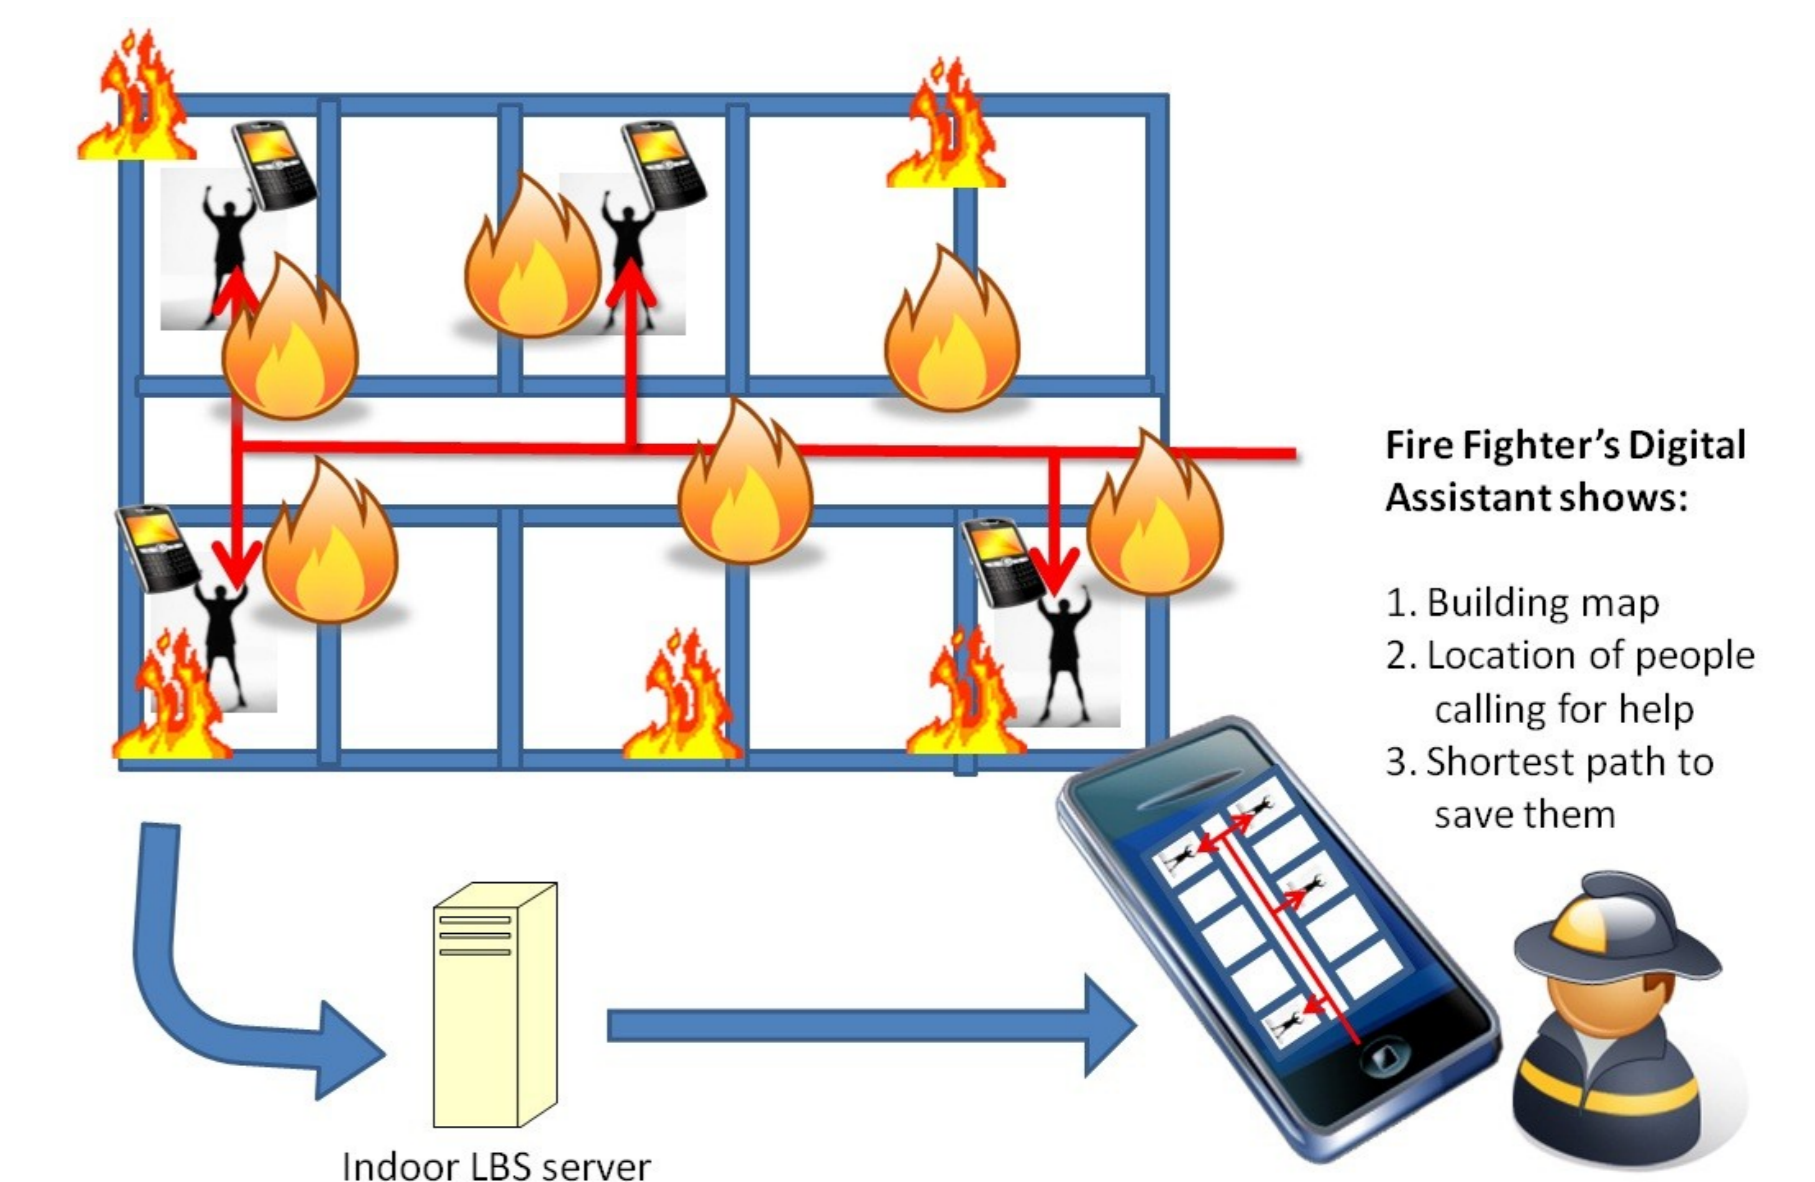 Fire Fighter’s Digital
Assistant shows:
1. Building map
2. Location of people
calling for help
3. Shortest path to
save them
Indoor LBS server